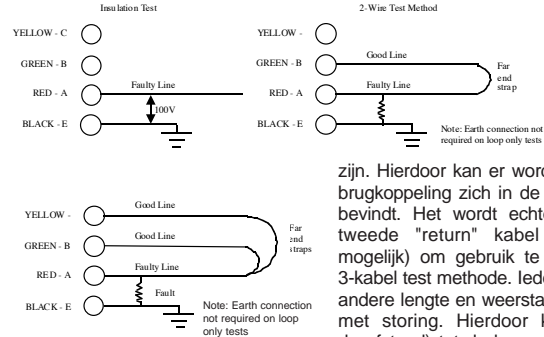 Insulation Test
YELLOW - C
GREEN - B
RED - A
Faulty Line
100V
BLACK - E
2-Wire Test Method
YELLOW -
GREEN - B
Good Line
Far
end
strap
RED - A
Faulty Line
BLACK - E
Note: Earth connection not
required on loop only tests
YELLOW -
Good Line
GREEN - B
Good Line
Far
end
straps
RED - A
Faulty Line
Fault
BLACK - E
Note: Earth connection
not required on loop
only tests
zijn. Hierdoor kan er word
brugkoppeling zich in de
bevindt. Het wordt echt
tweede "return" kabel
mogelijk) om gebruik te
3-kabel test methode. Ied
andere lengte en weersta
met storing. Hierdoor k